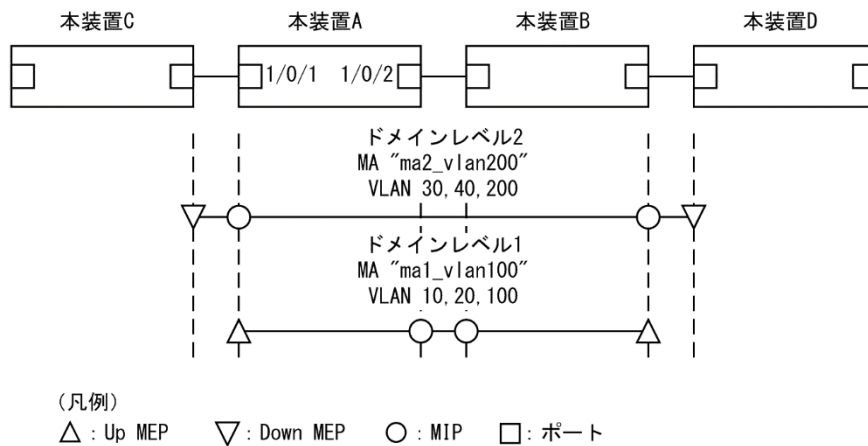 本装置C 本装置A 本装置B 本装置D
1/0/1 1/0/2
ドメインレベル2
MA "ma2_vlan200"
VLAN 30,40,200
ドメインレベル1
MA "ma1_vlan100"
VLAN 10,20,100
(凡例)
△ : Up MEP ▽ : Down MEP ○ : MIP □ : ポート